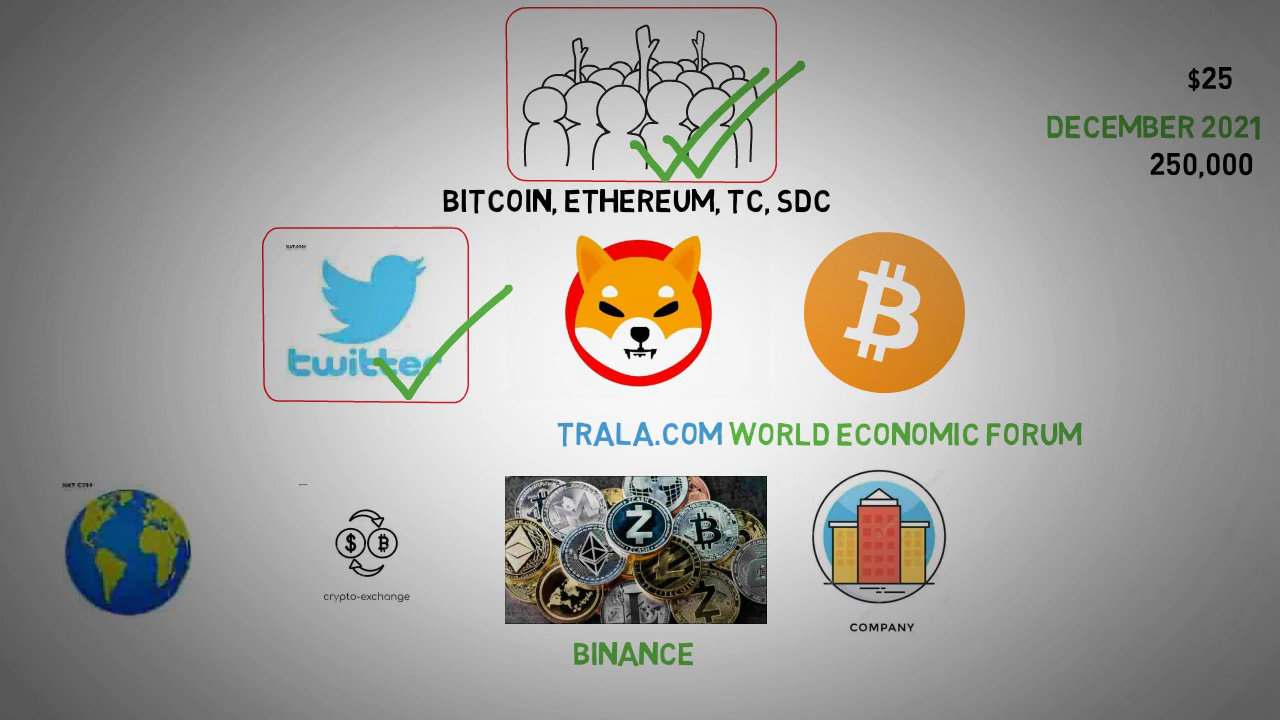 $25
DECEMBER 2021
250,000
BITCOIN, ETHEREUM, TC, SDC
twitter
TRALA.COM WORLD ECONOMIC FORUM
$
crypto-exchange
COMPANY
BINANCE